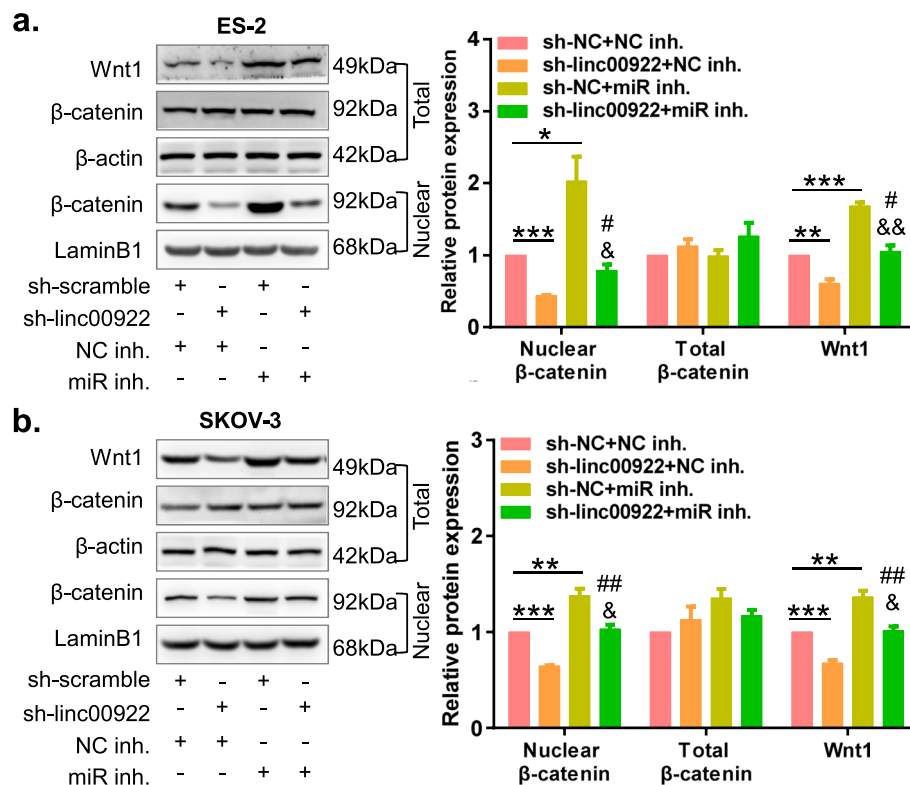 a.
ES-2
Wnt1
49kDa
β-catenin
92kDa
β-actin
42kDa
Total
β-catenin
92kDa
LaminB1
68kDa
Nuclear
sh-scramble + - + -
sh-linc00922 - + - +
NC inh. + + - -
miR inh. - - + +
Relative protein expression
4
3
2
1
0
sh-NC+NC inh.
sh-linc00922+NC inh.
sh-NC+miR inh.
sh-linc00922+miR inh.
*
***
#
&
***
**
#
&&
Nuclear
β-catenin
Total
β-catenin
Wnt1
b.
SKOV-3
Wnt1
49kDa
β-catenin
92kDa
β-actin
42kDa
Total
β-catenin
92kDa
LaminB1
68kDa
Nuclear
sh-scramble + - + -
sh-linc00922 - + - +
NC inh. + + - -
miR inh. - - + +
Relative protein expression
3
2
1
0
sh-NC+NC inh.
sh-linc00922+NC inh.
sh-NC+miR inh.
sh-linc00922+miR inh.
**
***
##
&
**
***
##
&
Nuclear
β-catenin
Total
β-catenin
Wnt1